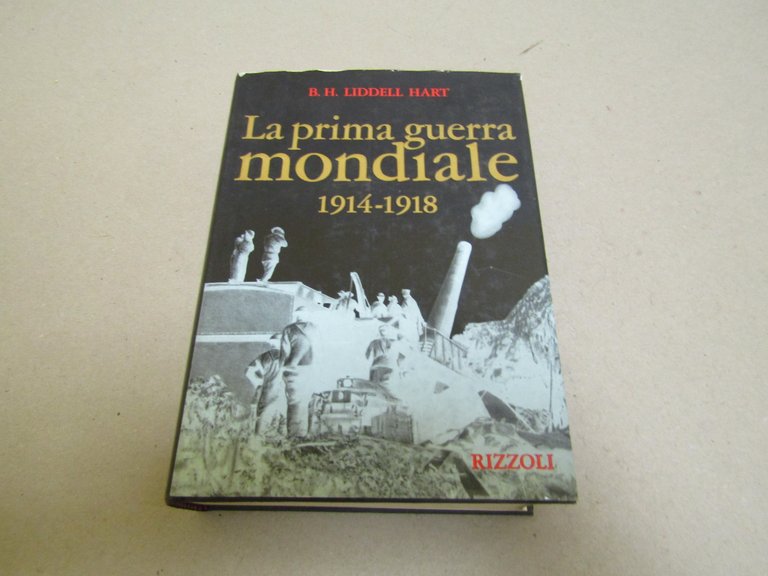 B. H. LIDDELL HART
La prima guerra
mondiale
1914-1918
RIZZOLI